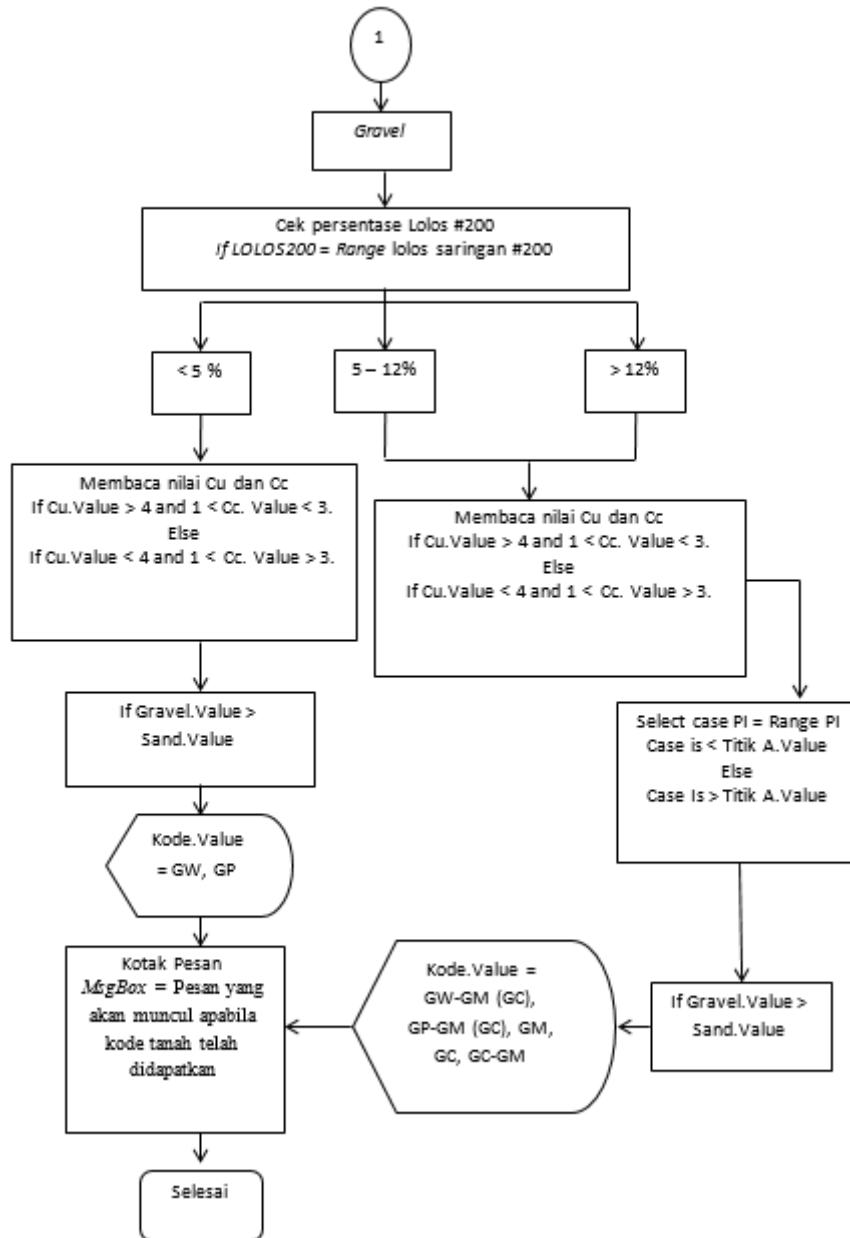 1
Gravel
Cek persentase Lolos #200
If LOLOS200 = Range lolos saringan #200
< 5 %
5 – 12%
> 12%
Membaca nilai Cu dan Cc
If Cu.Value > 4 and 1 < Cc. Value < 3.
Else
If Cu.Value < 4 and 1 < Cc. Value > 3.
Membaca nilai Cu dan Cc
If Cu.Value > 4 and 1 < Cc. Value < 3.
Else
If Cu.Value < 4 and 1 < Cc. Value > 3.
If Gravel.Value >
Sand.Value
Select case PI = Range PI
Case is < Titik A.Value
Else
Case Is > Titik A.Value
Kode.Value
= GW, GP
Kotak Pesan
MsgBox = Pesan yang
akan muncul apabila
kode tanah telah
didapatkan
Kode.Value =
GW-GM (GC),
GP-GM (GC), GM,
GC, GC-GM
If Gravel.Value >
Sand.Value
Selesai